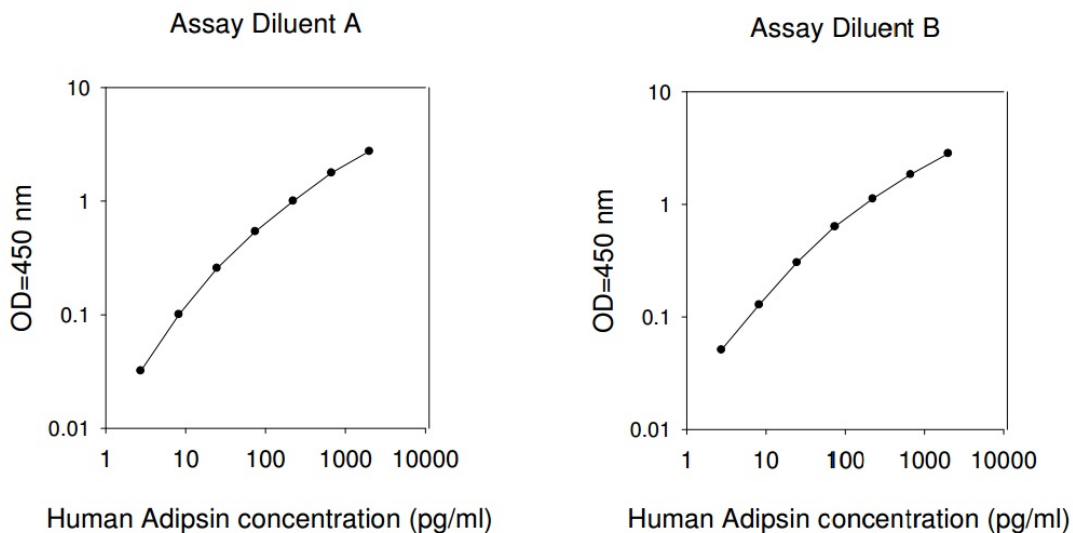 Assay Diluent A
10
1
0.1
0.01
OD=450 nm
1 10 100 1000 10000
Human Adipsin concentration (pg/ml)
Assay Diluent B
10
1
0.1
0.01
OD=450 nm
1 10 100 1000 10000
Human Adipsin concentration (pg/ml)